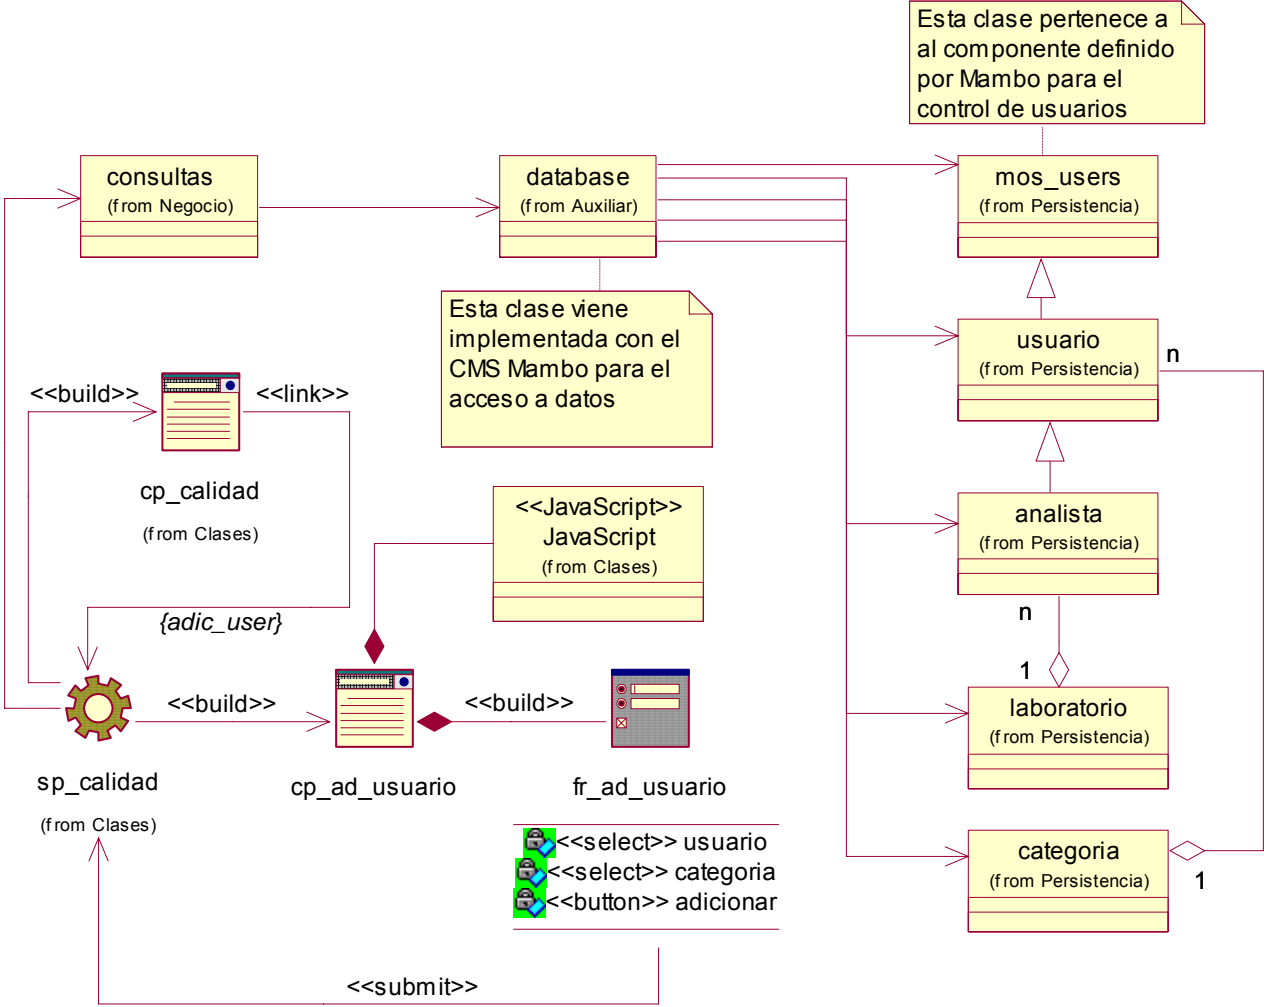 Esta clase pertenece a
al componente definido
por Mambo para el
control de usuarios
consultas
(from Negocio)
database
(from Auxiliar)
mos_users
(from Persistencia)
Esta clase viene
implementada con el
CMS Mambo para el
acceso a datos
usuario
(from Persistencia)
n
<<build>>
<<link>>
cp_calidad
(from Clases)
<<JavaScript>>
JavaScript
(from Clases)
analista
(from Persistencia)
n
{adic_user}
1
<<build>>
<<build>>
laboratorio
(from Persistencia)
sp_calidad
(from Clases)
cp_ad_usuario
fr_ad_usuario
<<select>> usuario
<<select>> categoria
<<button>> adicionar
categoria
(from Persistencia)
1
<<submit>>